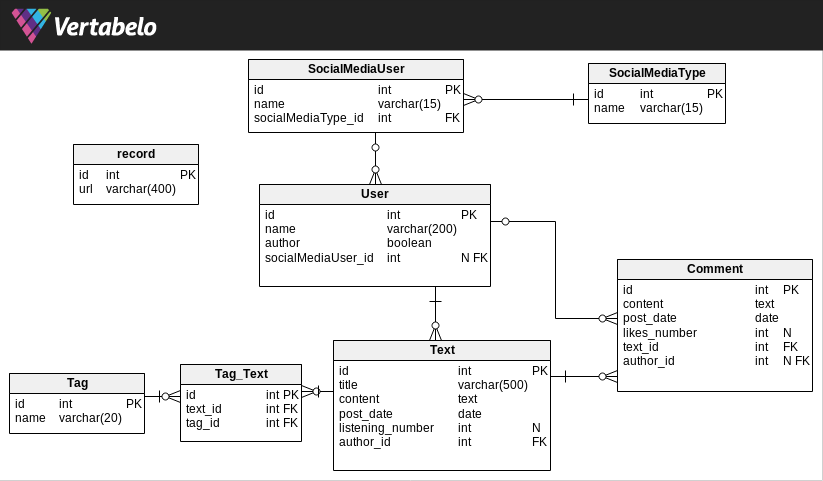 Vertabelo
SocialMediaUser
id int PK
name varchar(15)
socialMediaType_id int FK
SocialMediaType
id int PK
name varchar(15)
record
id int PK
url varchar(400)
User
id int PK
name varchar(200)
author boolean
socialMediaUser_id int N FK
Comment
id int PK
content text
post_date date
likes_number int N
text_id int FK
author_id int N FK
Text
id int PK
title varchar(500)
content text
post_date date
listening_number int N
author_id int FK
Tag_Text
id int PK
text_id int FK
tag_id int FK
Tag
id int PK
name varchar(20)